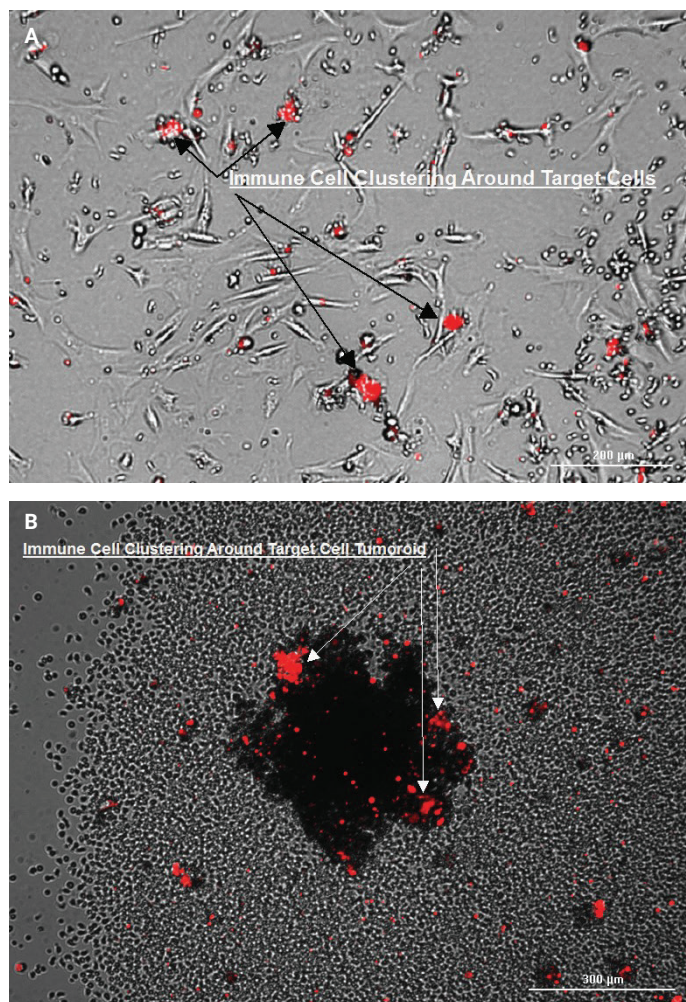 A
Immune Cell Clustering Around Target Cells
200 µm
B
Immune Cell Clustering Around Target Cell Tumoroid
300 µm